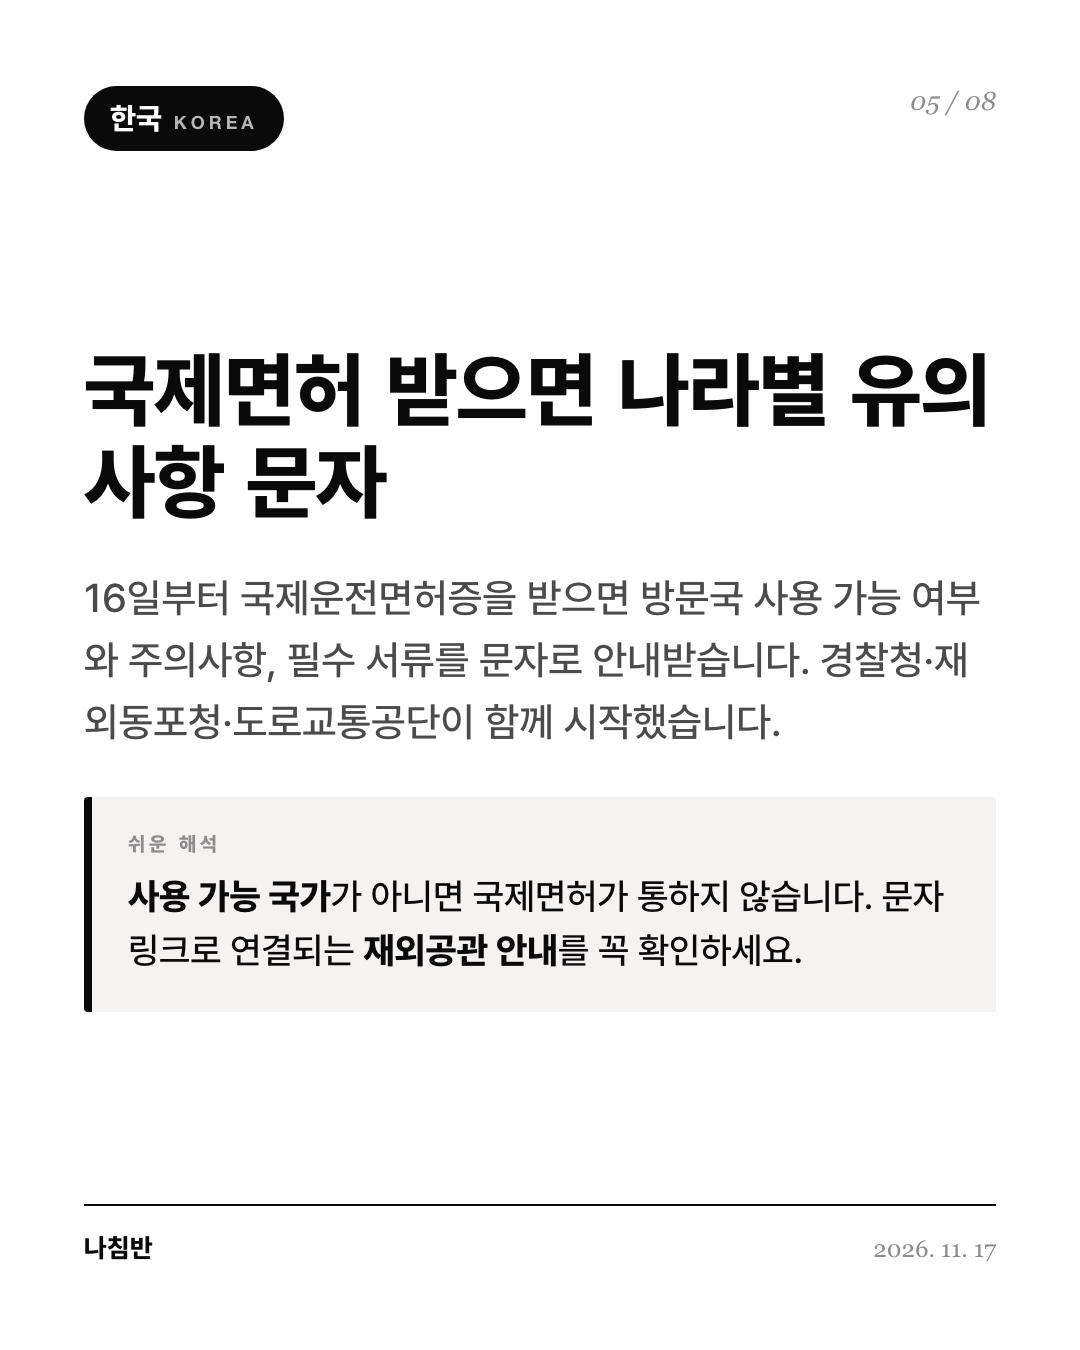 한국 KOREA
05 / 08
국제면허 받으면 나라별 유의
사항 문자
16일부터 국제운전면허증을 받으면 방문국 사용 가능 여부
와 주의사항, 필수 서류를 문자로 안내받습니다. 경찰청·재
외동포청·도로교통공단이 함께 시작했습니다.
쉬운 해석
사용 가능 국가가 아니면 국제면허가 통하지 않습니다. 문자
링크로 연결되는 재외공관 안내를 꼭 확인하세요.
나침반
2026. 11. 17